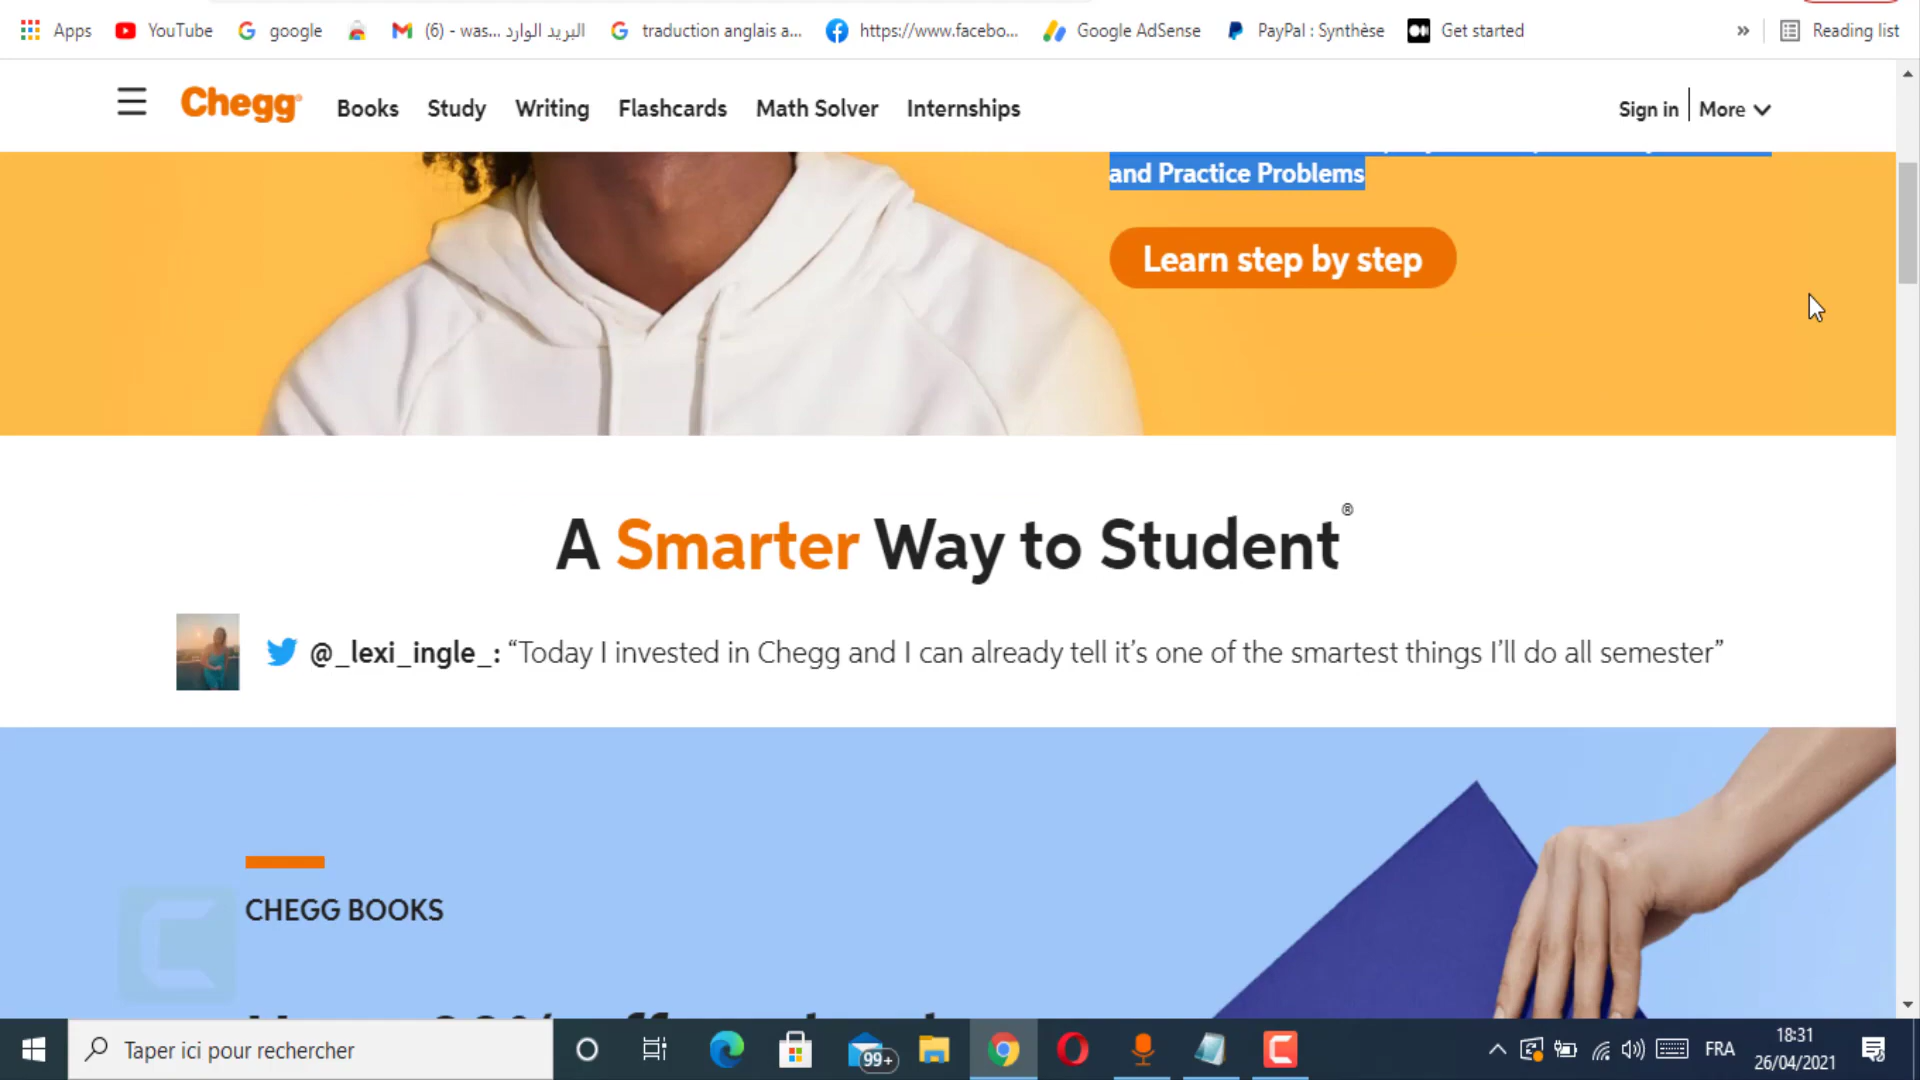 Apps YouTube google (6) - was... البريد الوارد traduction anglais a... https://www.facebo... Google AdSense PayPal : Synthèse Get started » Reading list
Chegg® Books Study Writing Flashcards Math Solver Internships Sign in More
and Practice Problems
Learn step by step
A Smarter Way to Student®
@_lexi_ingle_: “Today I invested in Chegg and I can already tell it’s one of the smartest things I’ll do all semester”
CHEGG BOOKS
Taper ici pour rechercher 99+ FRA 18:31
26/04/2021